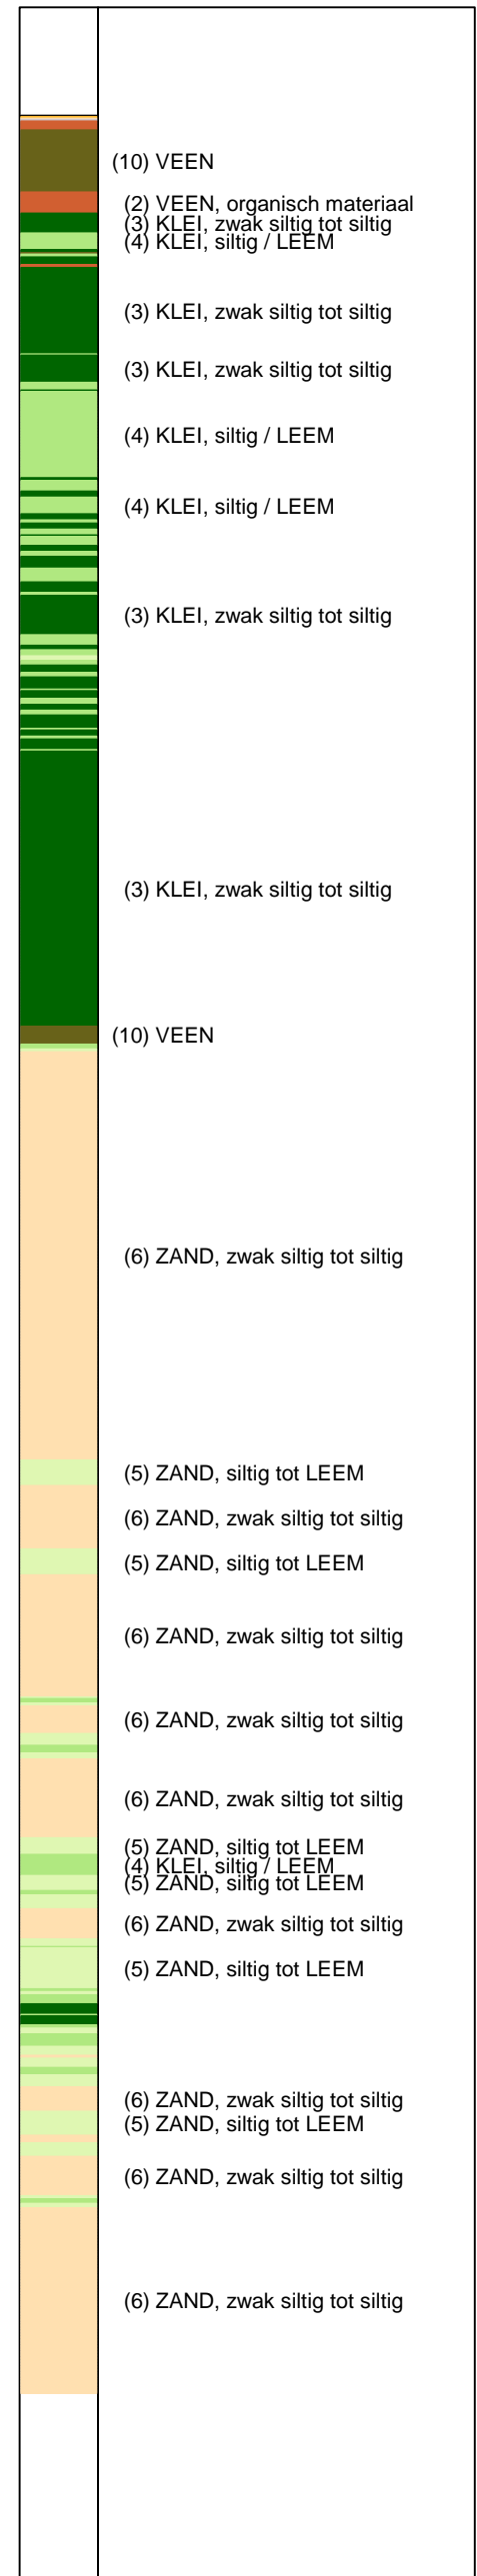 (10) VEEN
(2) VEEN, organisch materiaal
(3) KLEI, zwak siltig tot siltig
(4) KLEI, siltig / LEEM
(3) KLEI, zwak siltig tot siltig
(3) KLEI, zwak siltig tot siltig
(4) KLEI, siltig / LEEM
(4) KLEI, siltig / LEEM
(3) KLEI, zwak siltig tot siltig
(3) KLEI, zwak siltig tot siltig
(10) VEEN
(6) ZAND, zwak siltig tot siltig
(5) ZAND, siltig tot LEEM
(6) ZAND, zwak siltig tot siltig
(5) ZAND, siltig tot LEEM
(6) ZAND, zwak siltig tot siltig
(6) ZAND, zwak siltig tot siltig
(6) ZAND, zwak siltig tot siltig
(5) ZAND, siltig tot LEEM
(4) KLEI, siltig / LEEM
(5) ZAND, siltig tot LEEM
(6) ZAND, zwak siltig tot siltig
(5) ZAND, siltig tot LEEM
(6) ZAND, zwak siltig tot siltig
(5) ZAND, siltig tot LEEM
(6) ZAND, zwak siltig tot siltig
(6) ZAND, zwak siltig tot siltig